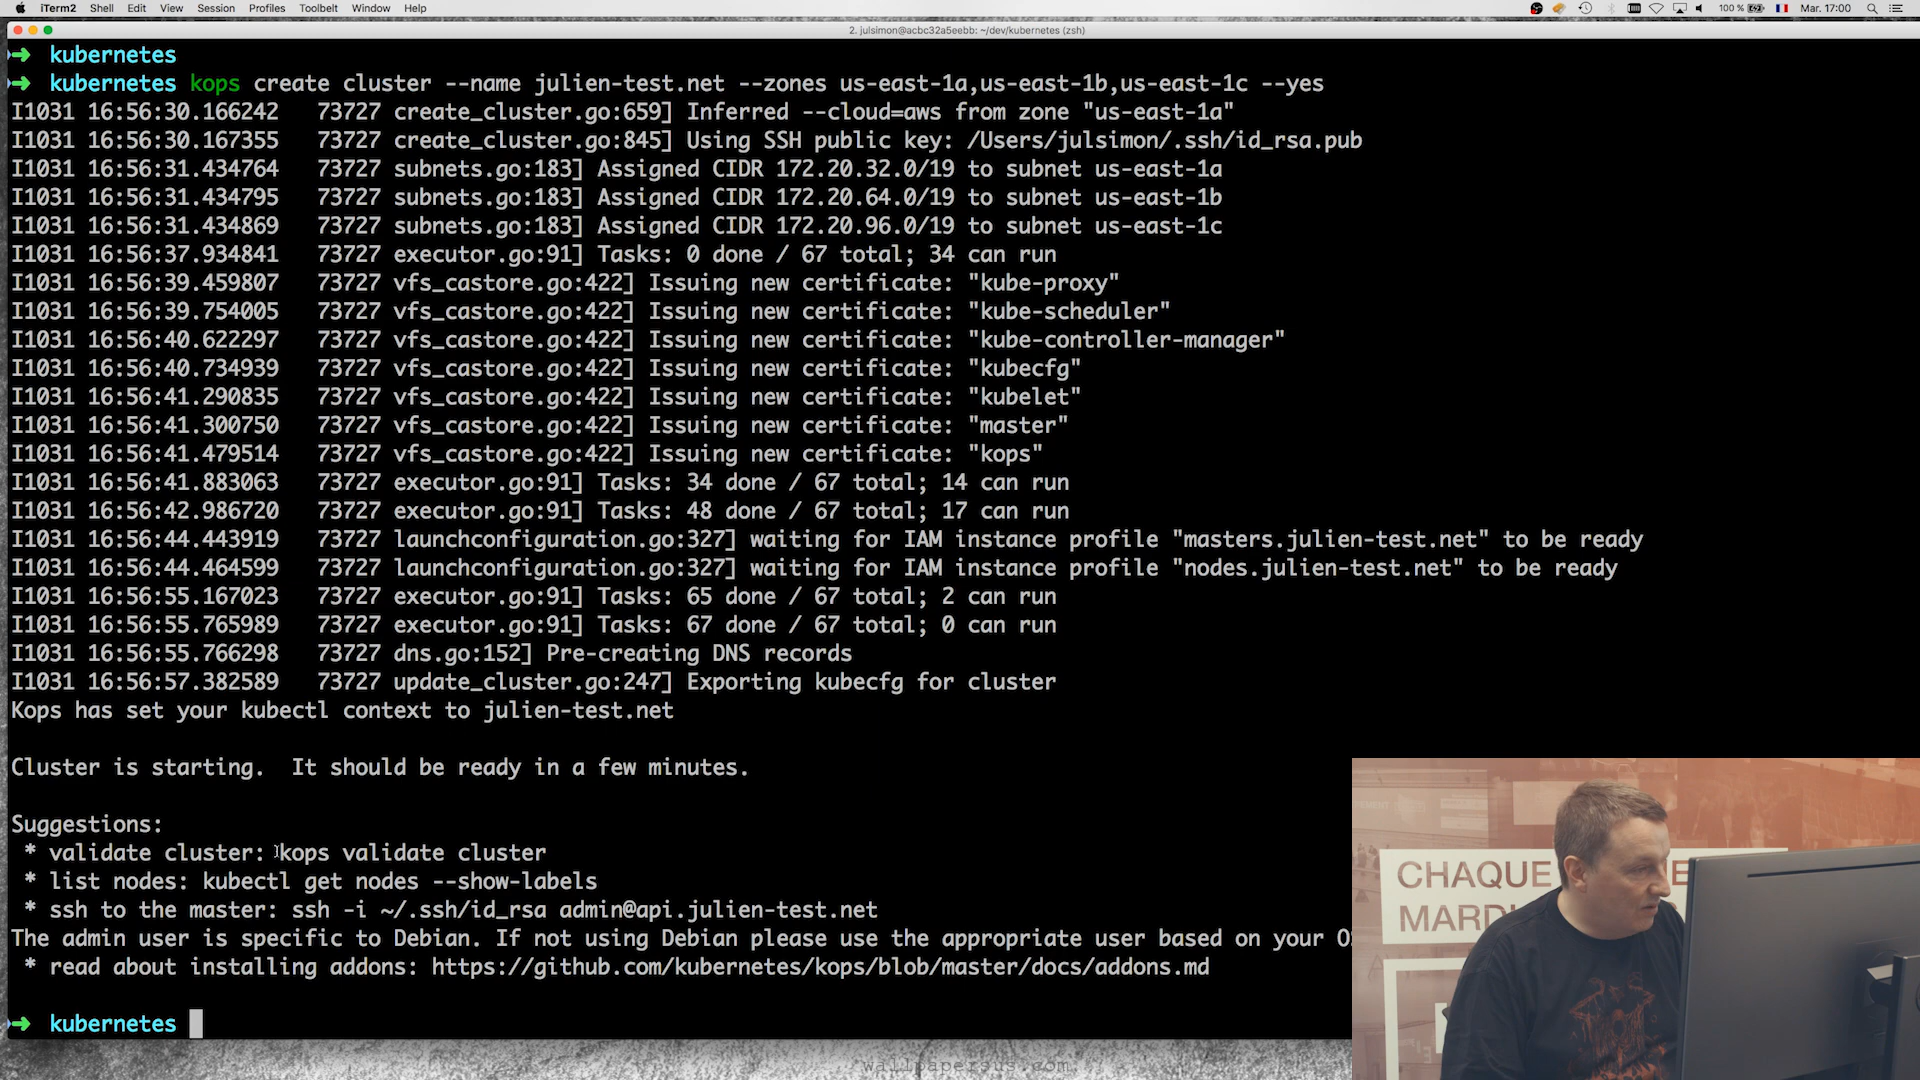 iTerm2 Shell Edit View Session Profiles Toolbelt Window Help 100 % Mar. 17:00
2. julsimon@acbc32a5eebb: ~/dev/kubernetes (zsh)
➜ kubernetes
➜ kubernetes kops create cluster --name julien-test.net --zones us-east-1a,us-east-1b,us-east-1c --yes
I1031 16:56:30.166242 73727 create_cluster.go:659] Inferred --cloud=aws from zone "us-east-1a"
I1031 16:56:30.167355 73727 create_cluster.go:845] Using SSH public key: /Users/julsimon/.ssh/id_rsa.pub
I1031 16:56:31.434764 73727 subnets.go:183] Assigned CIDR 172.20.32.0/19 to subnet us-east-1a
I1031 16:56:31.434795 73727 subnets.go:183] Assigned CIDR 172.20.64.0/19 to subnet us-east-1b
I1031 16:56:31.434869 73727 subnets.go:183] Assigned CIDR 172.20.96.0/19 to subnet us-east-1c
I1031 16:56:37.934841 73727 executor.go:91] Tasks: 0 done / 67 total; 34 can run
I1031 16:56:39.459807 73727 vfs_castore.go:422] Issuing new certificate: "kube-proxy"
I1031 16:56:39.754005 73727 vfs_castore.go:422] Issuing new certificate: "kube-scheduler"
I1031 16:56:40.622297 73727 vfs_castore.go:422] Issuing new certificate: "kube-controller-manager"
I1031 16:56:40.734939 73727 vfs_castore.go:422] Issuing new certificate: "kubecfg"
I1031 16:56:41.290835 73727 vfs_castore.go:422] Issuing new certificate: "kubelet"
I1031 16:56:41.300750 73727 vfs_castore.go:422] Issuing new certificate: "master"
I1031 16:56:41.479514 73727 vfs_castore.go:422] Issuing new certificate: "kops"
I1031 16:56:41.883063 73727 executor.go:91] Tasks: 34 done / 67 total; 14 can run
I1031 16:56:42.986720 73727 executor.go:91] Tasks: 48 done / 67 total; 17 can run
I1031 16:56:44.443919 73727 launchconfiguration.go:327] waiting for IAM instance profile "masters.julien-test.net" to be ready
I1031 16:56:44.464599 73727 launchconfiguration.go:327] waiting for IAM instance profile "nodes.julien-test.net" to be ready
I1031 16:56:55.167023 73727 executor.go:91] Tasks: 65 done / 67 total; 2 can run
I1031 16:56:55.765989 73727 executor.go:91] Tasks: 67 done / 67 total; 0 can run
I1031 16:56:55.766298 73727 dns.go:152] Pre-creating DNS records
I1031 16:56:57.382589 73727 update_cluster.go:247] Exporting kubecfg for cluster
Kops has set your kubectl context to julien-test.net
Cluster is starting. It should be ready in a few minutes.
Suggestions:
* validate cluster: kops validate cluster
* list nodes: kubectl get nodes --show-labels
* ssh to the master: ssh -i ~/.ssh/id_rsa admin@api.julien-test.net
The admin user is specific to Debian. If not using Debian please use the appropriate user based on your
* read about installing addons: https://github.com/kubernetes/kops/blob/master/docs/addons.md
➜ kubernetes
CHAQUE
MARD
wallpapersus.com